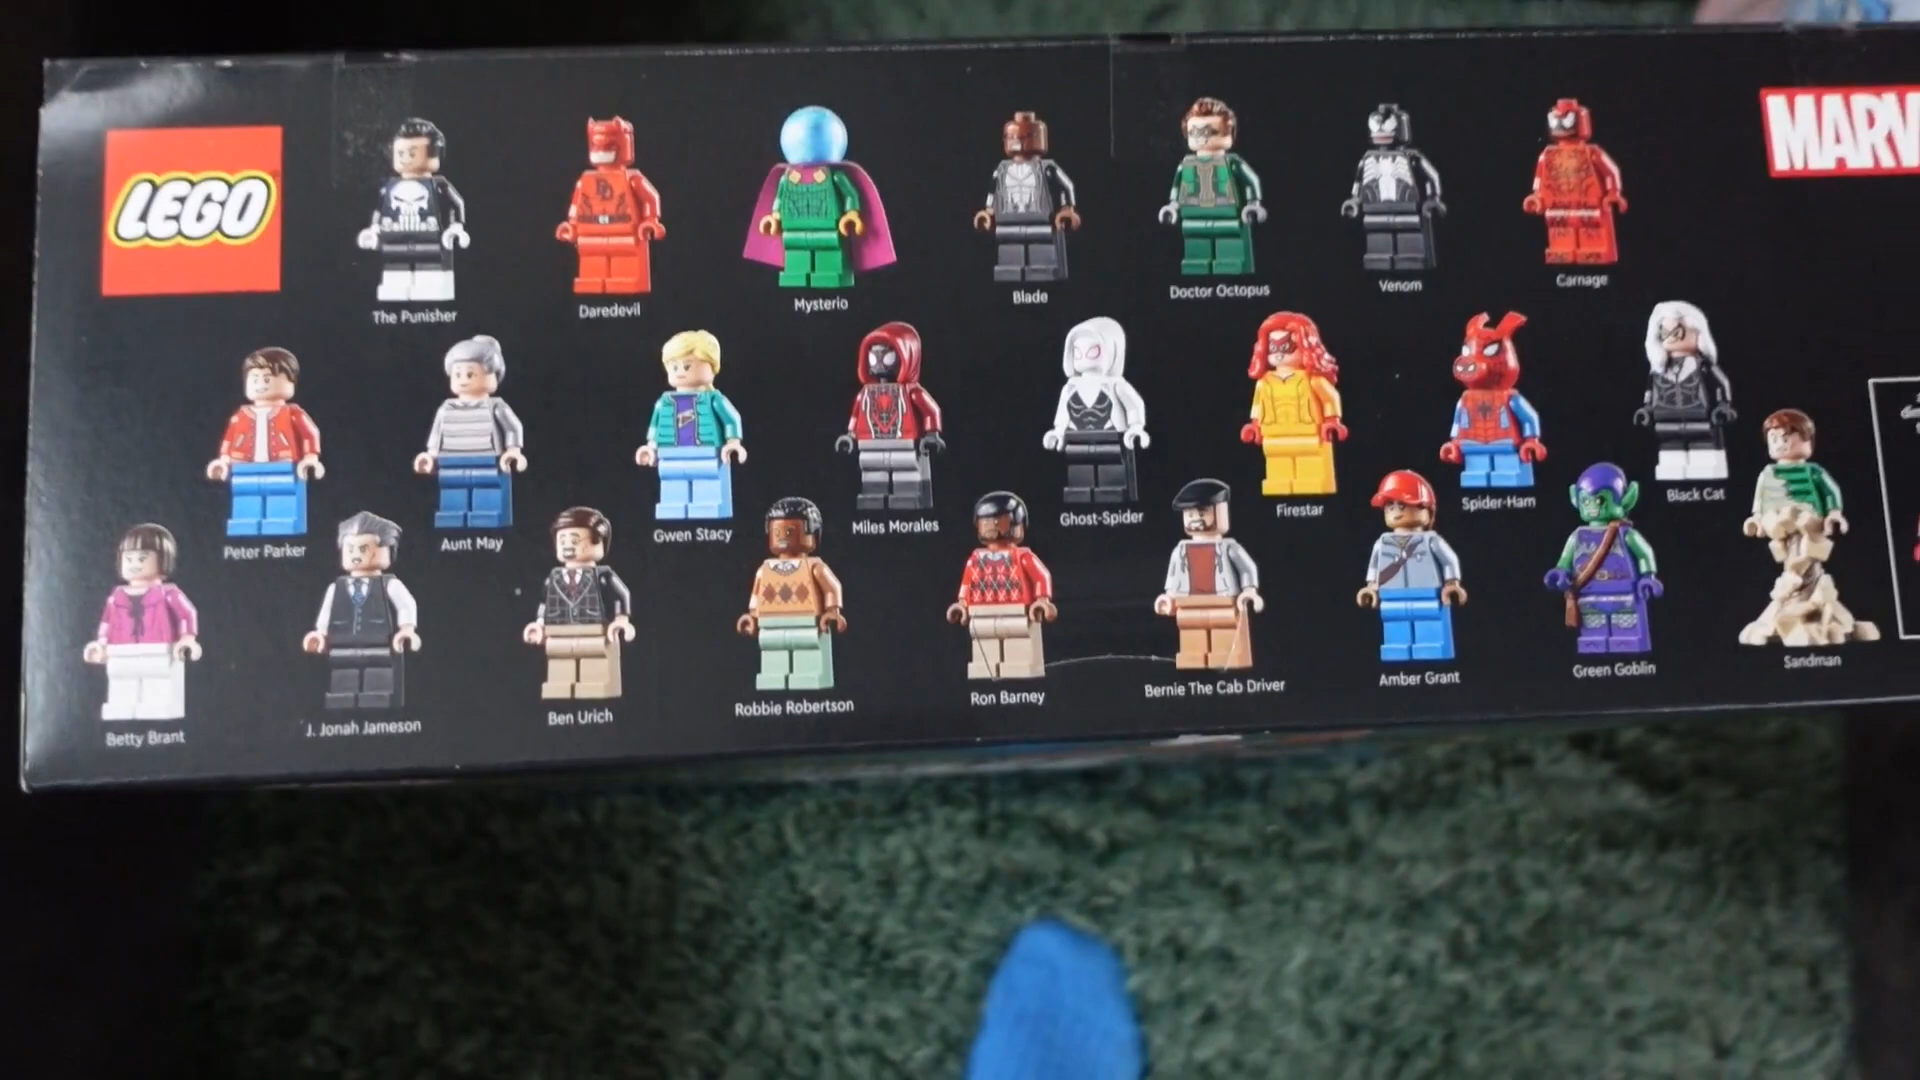 LEGO
MARV
The Punisher
Daredevil
Mysterio
Blade
Doctor Octopus
Venom
Carnage
Peter Parker
Aunt May
Gwen Stacy
Miles Morales
Ghost-Spider
Firestar
Spider-Ham
Black Cat
Betty Brant
J. Jonah Jameson
Ben Urich
Robbie Robertson
Ron Barney
Bernie The Cab Driver
Amber Grant
Green Goblin
Sandman